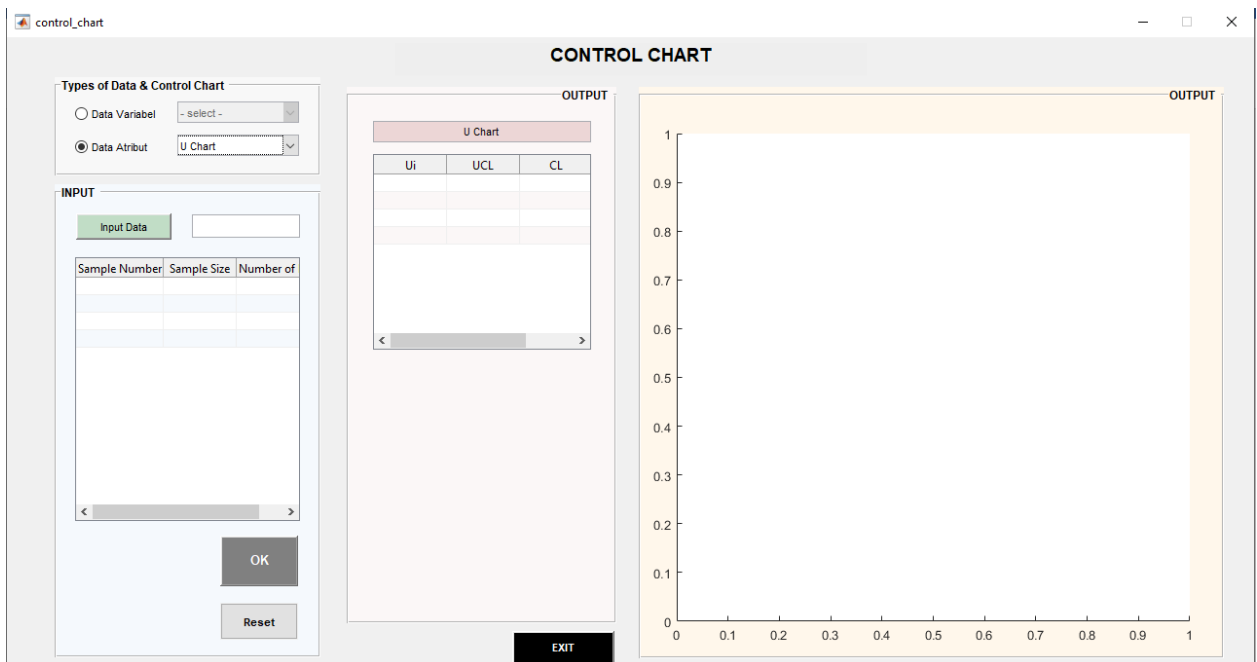 control_chart
CONTROL CHART
Types of Data & Control Chart
Data Variabel - select -
Data Atribut U Chart
INPUT
Input Data
Sample Number Sample Size Number of
OK
Reset
OUTPUT
U Chart
Ui UCL CL
EXIT
OUTPUT
1
0.9
0.8
0.7
0.6
0.5
0.4
0.3
0.2
0.1
0
0 0.1 0.2 0.3 0.4 0.5 0.6 0.7 0.8 0.9 1